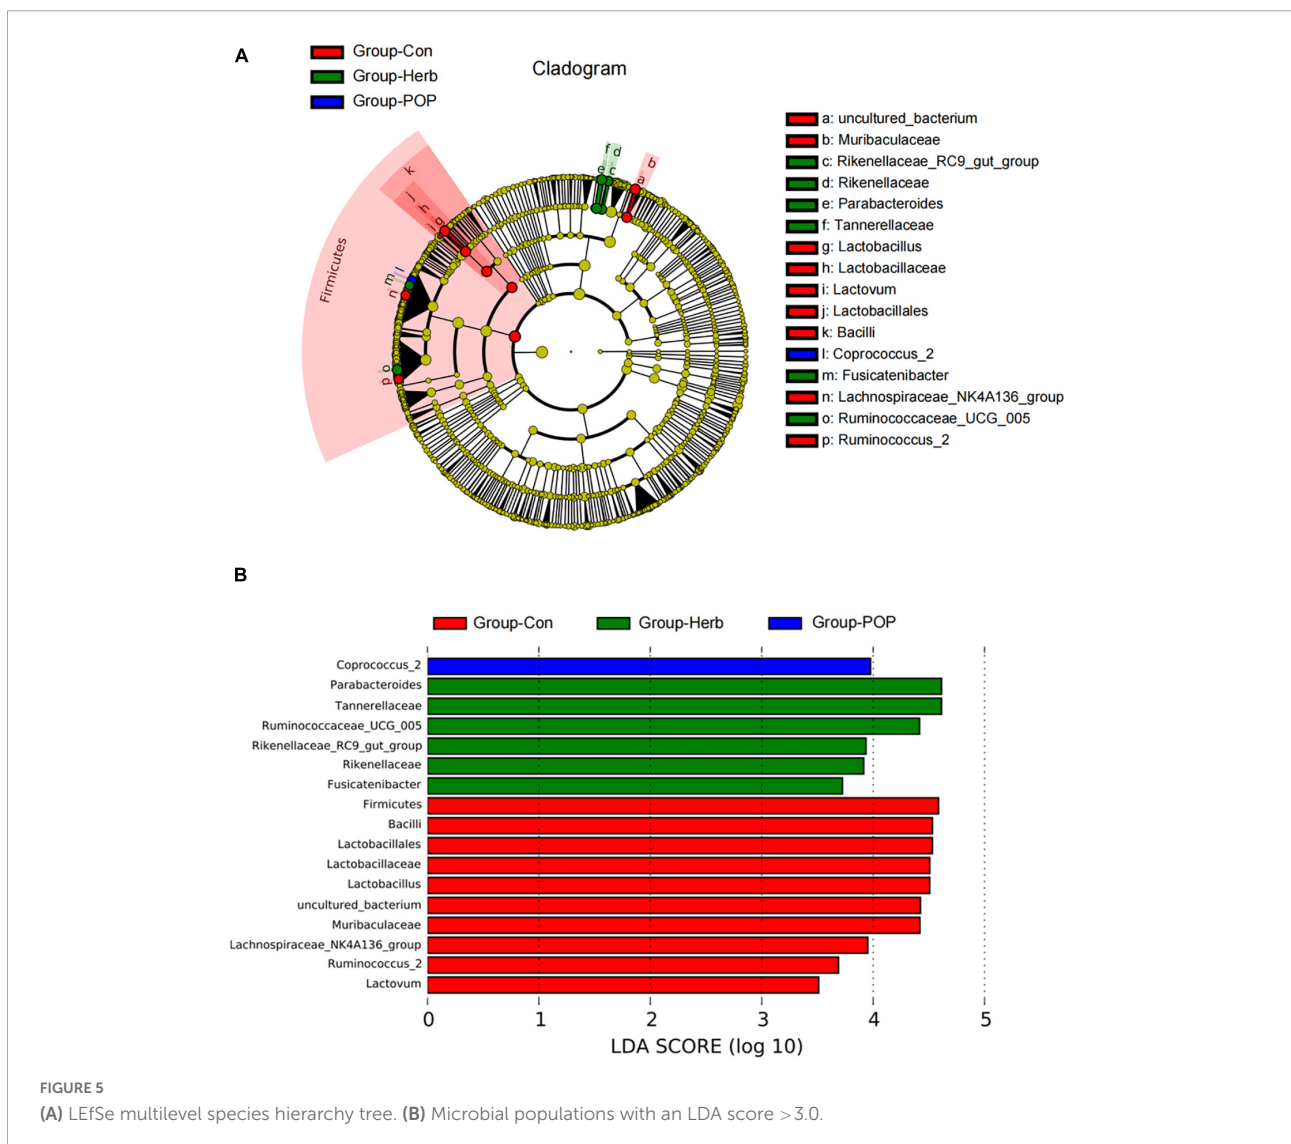 A
Group-Con
Group-Herb
Group-POP
Cladogram
a: uncultured_bacterium
b: Muribaculaceae
c: Rikenellaceae_RC9_gut_group
d: Rikenellaceae
e: Parabacteroides
f: Tannerellaceae
g: Lactobacillus
h: Lactobacillaceae
i: Lactovum
j: Lactobacillales
k: Bacilli
l: Coprococcus_2
m: Fusicatenibacter
n: Lachnospiraceae_NK4A136_group
o: Ruminococcaceae_UCG_005
p: Ruminococcus_2
f d
b
e c
a
k
j
h
g
i
Firmicutes
m l
n
o
p
B
Group-Con Group-Herb Group-POP
Coprococcus_2
Parabacteroides
Tannerellaceae
Ruminococcaceae_UCG_005
Rikenellaceae_RC9_gut_group
Rikenellaceae
Fusicatenibacter
Firmicutes
Bacilli
Lactobacillales
Lactobacillaceae
Lactobacillus
uncultured_bacterium
Muribaculaceae
Lachnospiraceae_NK4A136_group
Ruminococcus_2
Lactovum
0 1 2 3 4 5
LDA SCORE (log 10)
FIGURE 5
(A) LEfSe multilevel species hierarchy tree. (B) Microbial populations with an LDA score >3.0.